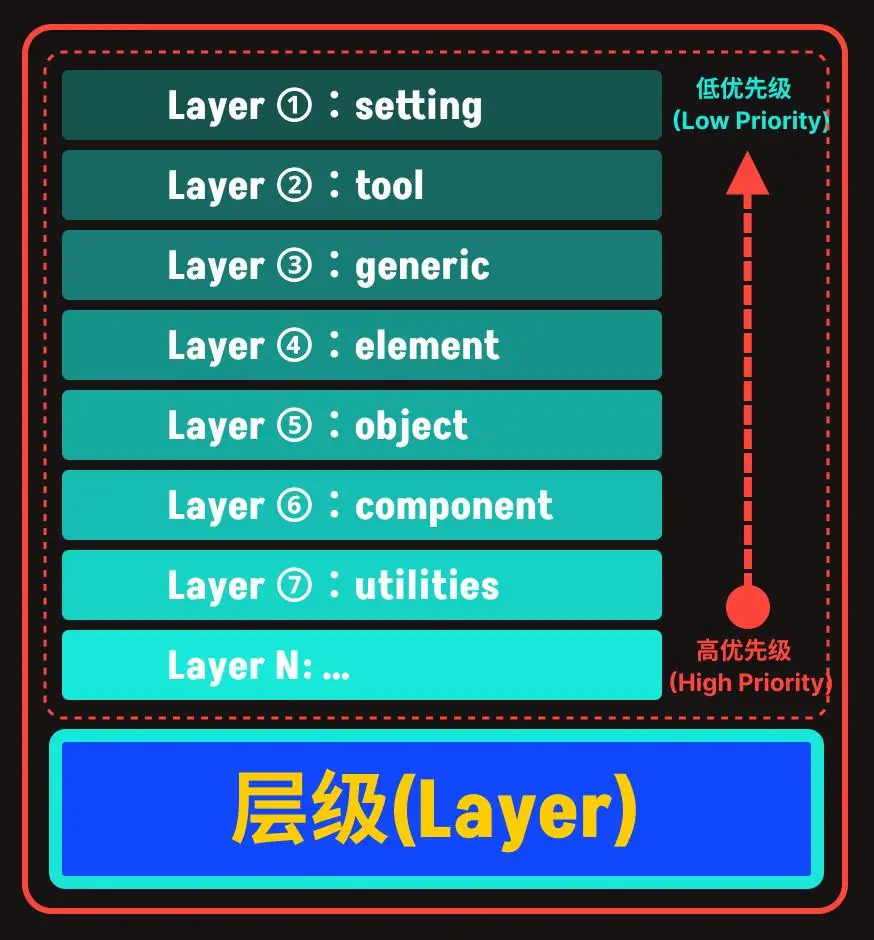 Layer ①：setting
低优先级
(Low Priority)
Layer ②：tool
Layer ③：generic
Layer ④：element
Layer ⑤：object
Layer ⑥：component
Layer ⑦：utilities
Layer N: ...
高优先级
(High Priority)
层级(Layer)